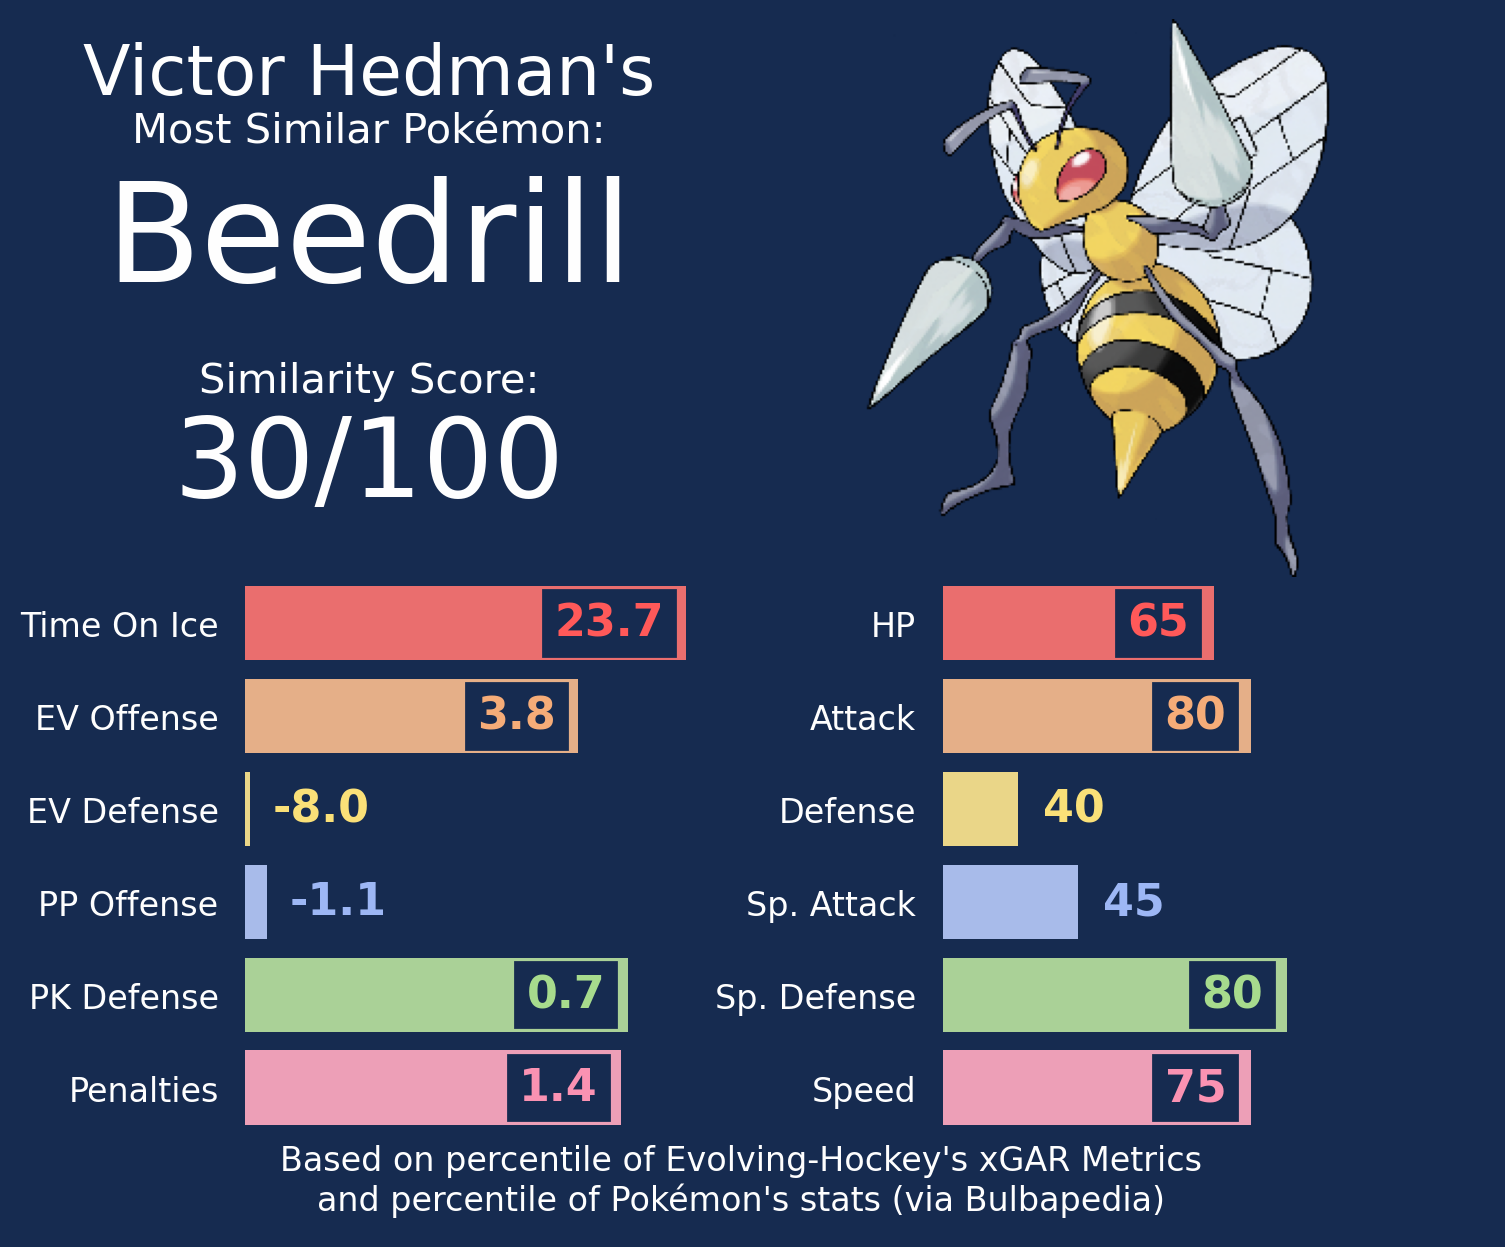 Victor Hedman's
Most Similar Pokémon:
Beedrill
Similarity Score:
30/100
Time On Ice 23.7
EV Offense 3.8
EV Defense -8.0
PP Offense -1.1
PK Defense 0.7
Penalties 1.4
HP 65
Attack 80
Defense 40
Sp. Attack 45
Sp. Defense 80
Speed 75
Based on percentile of Evolving-Hockey's xGAR Metrics
and percentile of Pokémon's stats (via Bulbapedia)